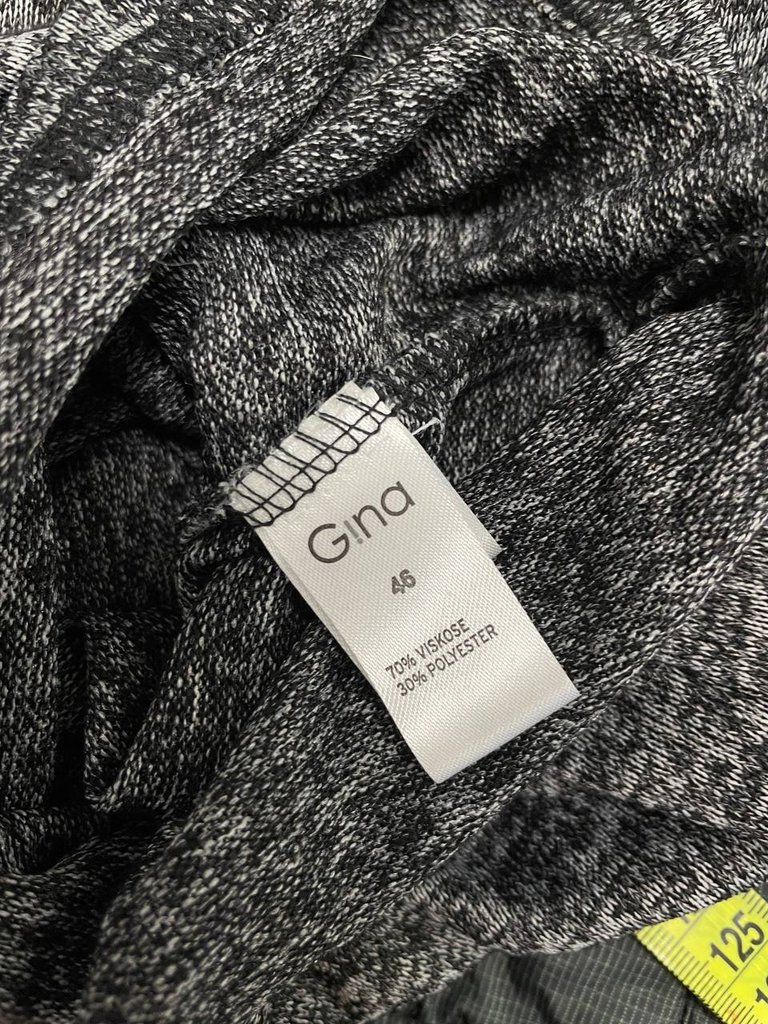 Gina
46
70% VISKOSE
30% POLYESTER
125